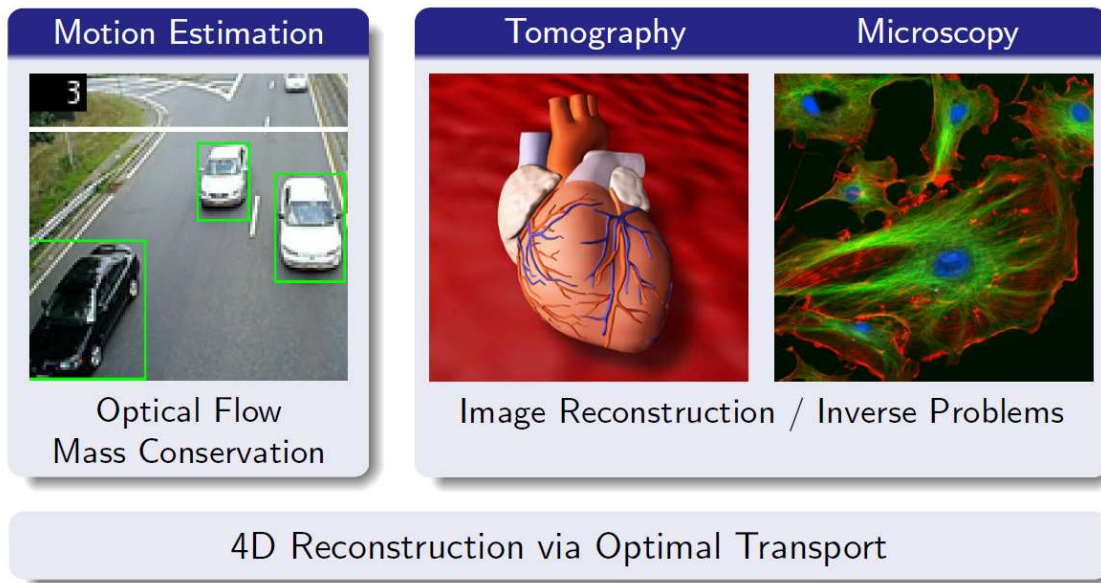 Motion Estimation
3
Optical Flow
Mass Conservation
Tomography
Microscopy
Image Reconstruction / Inverse Problems
4D Reconstruction via Optimal Transport